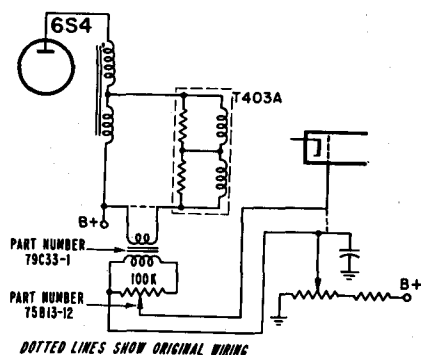 6S4
T403A
B+
PART NUMBER
79C33-1
100K
PART NUMBER
75B13-12
B+
DOTTED LINES SHOW ORIGINAL WIRING